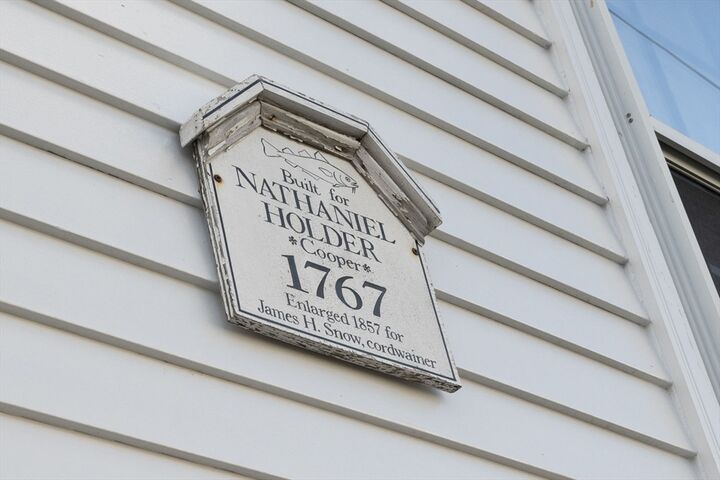 Built for
NATHANIEL
HOLDER
*Cooper*
1767
Enlarged 1857 for
James H. Snow, cordwainer